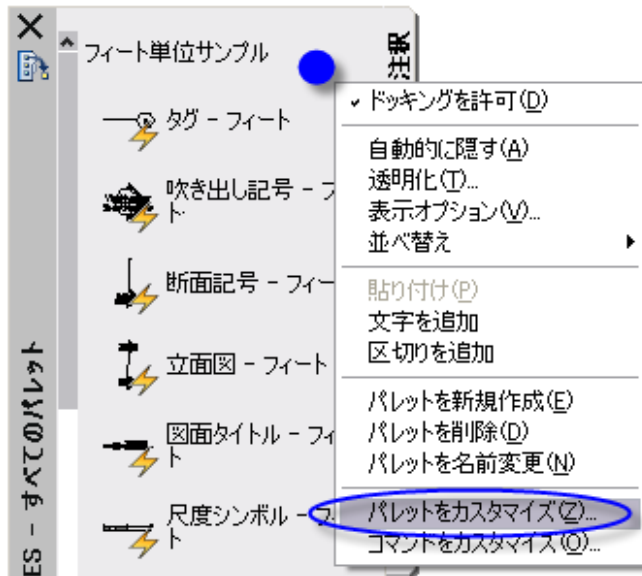 フィート単位サンプル
注釈
タグ - フィート
吹き出し記号 - フ
ト
断面記号 - フィー
立面図 - フィート
図面タイトル - フィ
ト
尺度シンボル - フ
ト
ES - すべてのパレット
ドッキングを許可(D)
自動的に隠す(A)
透明化(T)...
表示オプション(V)...
並べ替え
貼り付け(P)
文字を追加
区切りを追加
パレットを新規作成(E)
パレットを削除(D)
パレットを名前変更(N)
パレットをカスタマイズ(Z)...
コマンドをカスタマイズ(O)...